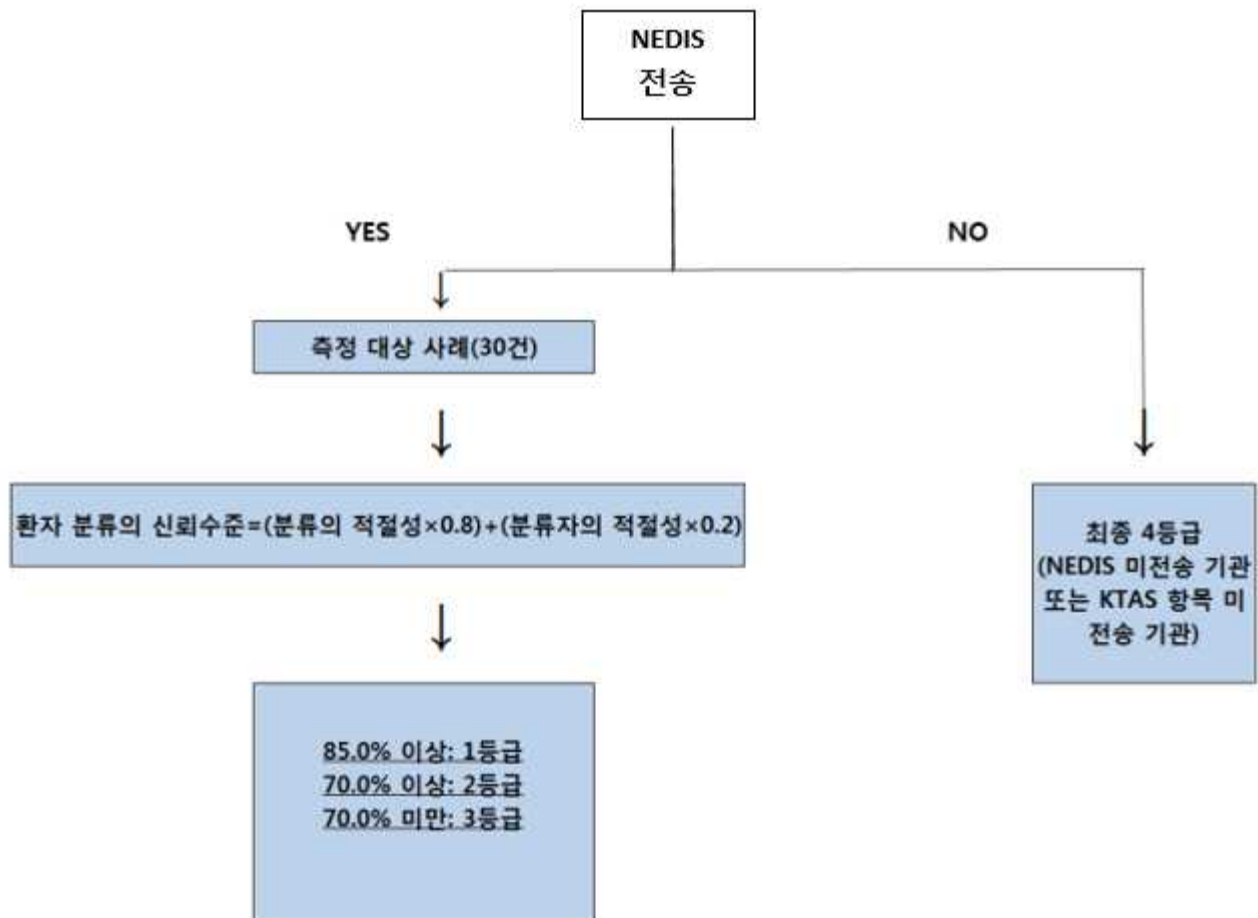 NEDIS
전송
YES
NO
측정 대상 사례(30건)
환자 분류의 신뢰수준=(분류의 적절성×0.8)+(분류자의 적절성×0.2)
최종 4등급
(NEDIS 미전송 기관
또는 KTAS 항목 미
전송 기관)
85.0% 이상: 1등급
70.0% 이상: 2등급
70.0% 미만: 3등급